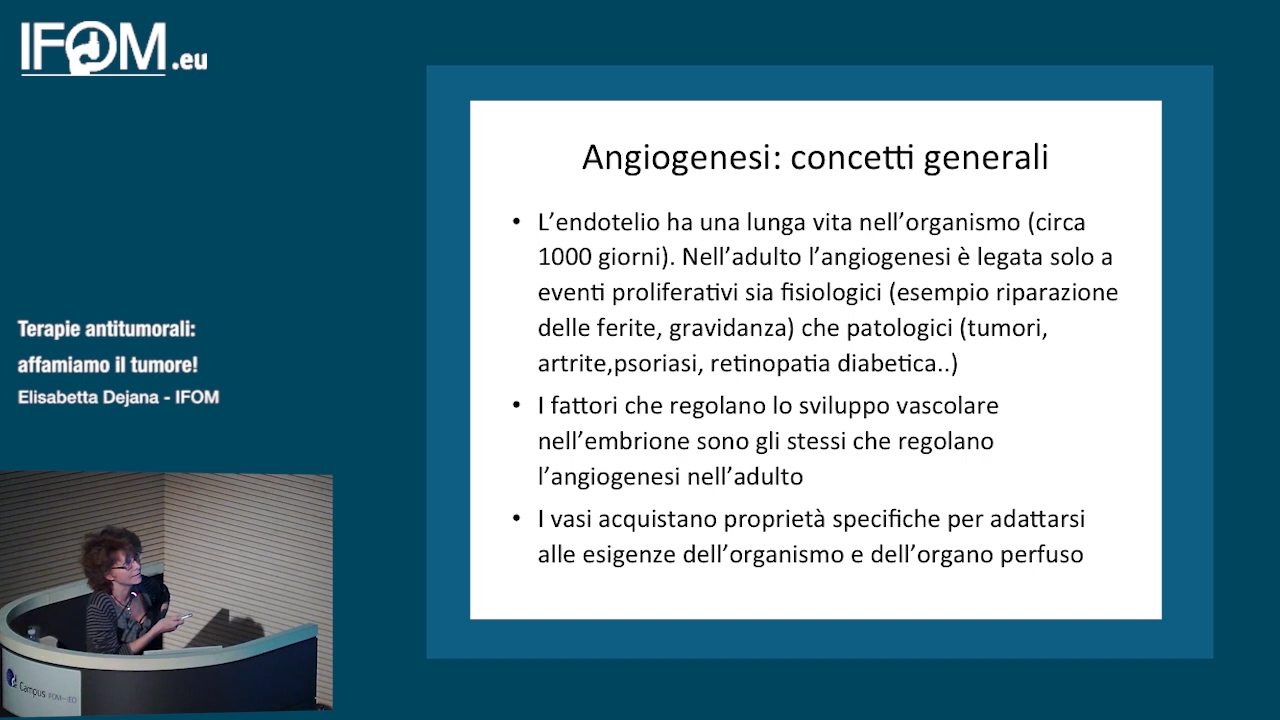 IFOM.eu
Angiogenesi: concetti generali
• L’endotelio ha una lunga vita nell’organismo (circa
1000 giorni). Nell’adulto l’angiogenesi è legata solo a
eventi proliferativi sia fisiologici (esempio riparazione
delle ferite, gravidanza) che patologici (tumori,
artrite,psoriasi, retinopatia diabetica..)
• I fattori che regolano lo sviluppo vascolare
nell’embrione sono gli stessi che regolano
l’angiogenesi nell’adulto
• I vasi acquistano proprietà specifiche per adattarsi
alle esigenze dell’organismo e dell’organo perfuso
Terapie antitumorali:
affamiamo il tumore!
Elisabetta Dejana - IFOM
Campus IFOM-IEO